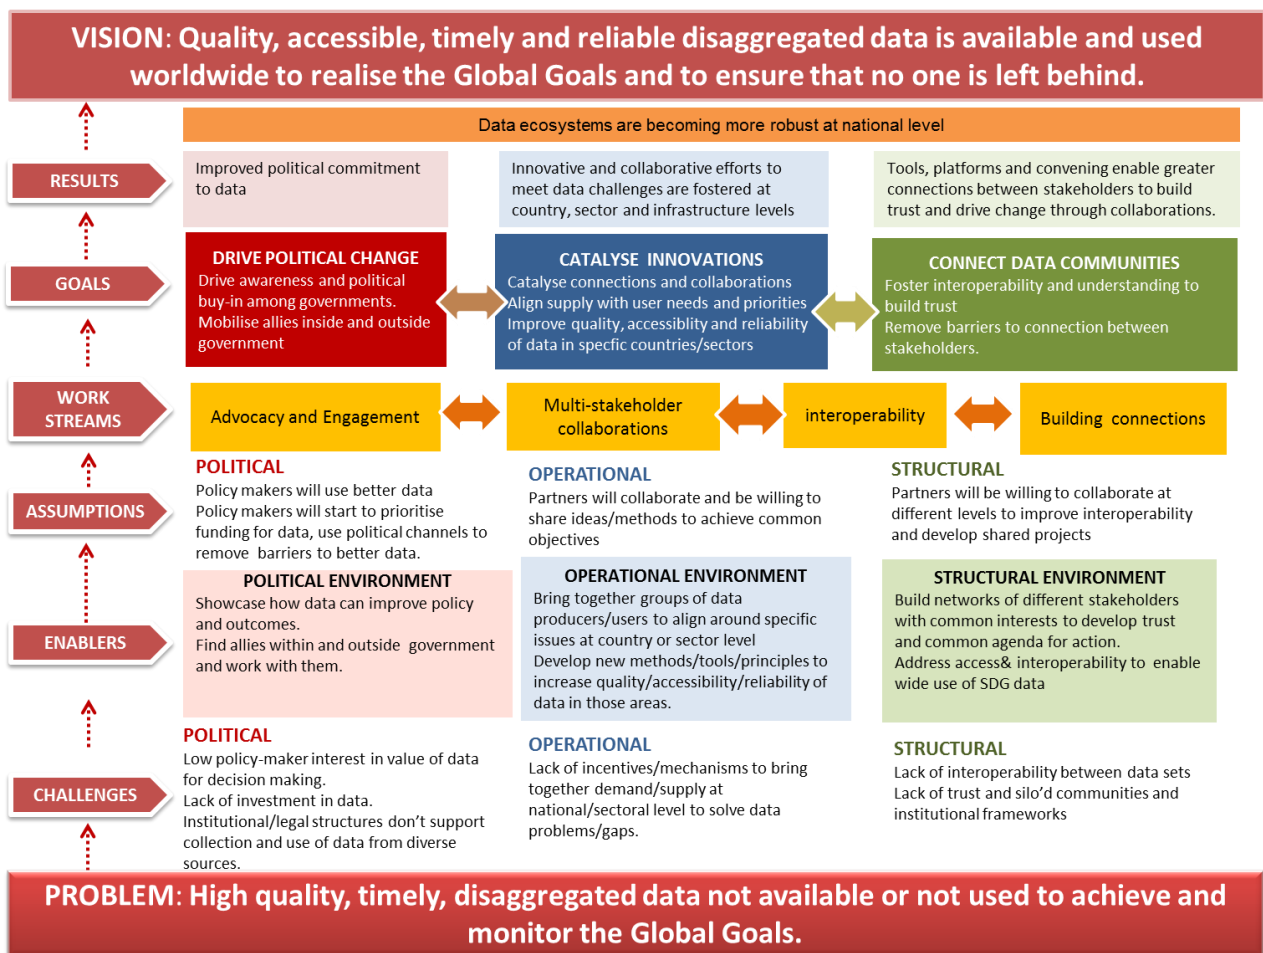 VISION: Quality, accessible, timely and reliable disaggregated data is available and used
worldwide to realise the Global Goals and to ensure that no one is left behind.
Data ecosystems are becoming more robust at national level
RESULTS
Improved political commitment
to data
Innovative and collaborative efforts to
meet data challenges are fostered at
country, sector and infrastructure levels
Tools, platforms and convening enable greater
connections between stakeholders to build
trust and drive change through collaborations.
GOALS
DRIVE POLITICAL CHANGE
Drive awareness and political
buy-in among governments.
Mobilise allies inside and outside
government
CATALYSE INNOVATIONS
Catalyse connections and collaborations
Align supply with user needs and priorities
Improve quality, accessiblity and reliability
of data in specfic countries/sectors
CONNECT DATA COMMUNITIES
Foster interoperability and understanding to
build trust
Remove barriers to connection between
stakeholders.
WORK
STREAMS
Advocacy and Engagement
Multi-stakeholder
collaborations
interoperability
Building connections
ASSUMPTIONS
POLITICAL
Policy makers will use better data
Policy makers will start to prioritise
funding for data, use political channels to
remove barriers to better data.
OPERATIONAL
Partners will collaborate and be willing to
share ideas/methods to achieve common
objectives
STRUCTURAL
Partners will be willing to collaborate at
different levels to improve interoperability
and develop shared projects
ENABLERS
POLITICAL ENVIRONMENT
Showcase how data can improve policy
and outcomes.
Find allies within and outside government
and work with them.
OPERATIONAL ENVIRONMENT
Bring together groups of data
producers/users to align around specific
issues at country or sector level
Develop new methods/tools/principles to
increase quality/accessibility/reliability of
data in those areas.
STRUCTURAL ENVIRONMENT
Build networks of different stakeholders
with common interests to develop trust
and common agenda for action.
Address access& interoperability to enable
wide use of SDG data
CHALLENGES
POLITICAL
Low policy-maker interest in value of data
for decision making.
Lack of investment in data.
Institutional/legal structures don't support
collection and use of data from diverse
sources.
OPERATIONAL
Lack of incentives/mechanisms to bring
together demand/supply at
national/sectoral level to solve data
problems/gaps.
STRUCTURAL
Lack of interoperability between data sets
Lack of trust and silo'd communities and
institutional frameworks
PROBLEM: High quality, timely, disaggregated data not available or not used to achieve and
monitor the Global Goals.